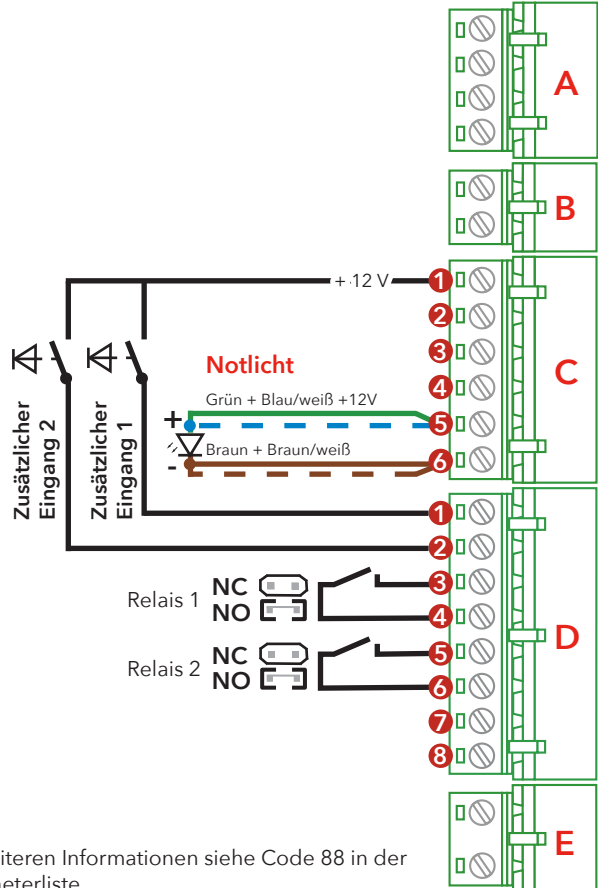 A
B
+ 12 V
1
2
3
4
5
6
C
Notlicht
Grün + Blau/weiß +12V
+
Braun + Braun/weiß
-
Zusätzlicher
Eingang 2
Zusätzlicher
Eingang 1
1
2
3
4
5
6
7
8
D
Relais 1
NC
NO
Relais 2
NC
NO
E
iteren Informationen siehe Code 88 in der
neterliste